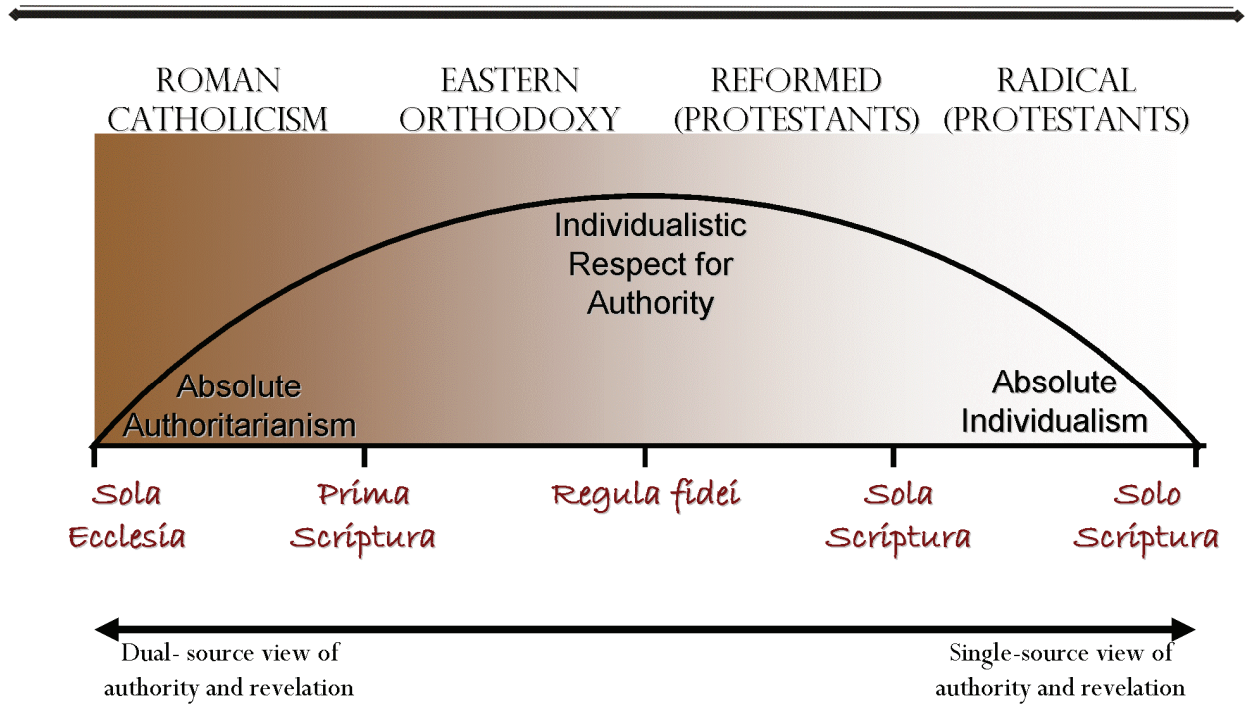 ROMAN CATHOLICISM
EASTERN ORTHODOXY
REFORMED (PROTESTANTS)
RADICAL (PROTESTANTS)
Individualistic
Respect for
Authority
Absolute
Authoritarianism
Absolute
Individualism
Sola
Ecclesia
Prima
Scriptura
Regula fidei
Sola
Scriptura
Solo
Scriptura
Dual- source view of
authority and revelation
Single-source view of
authority and revelation